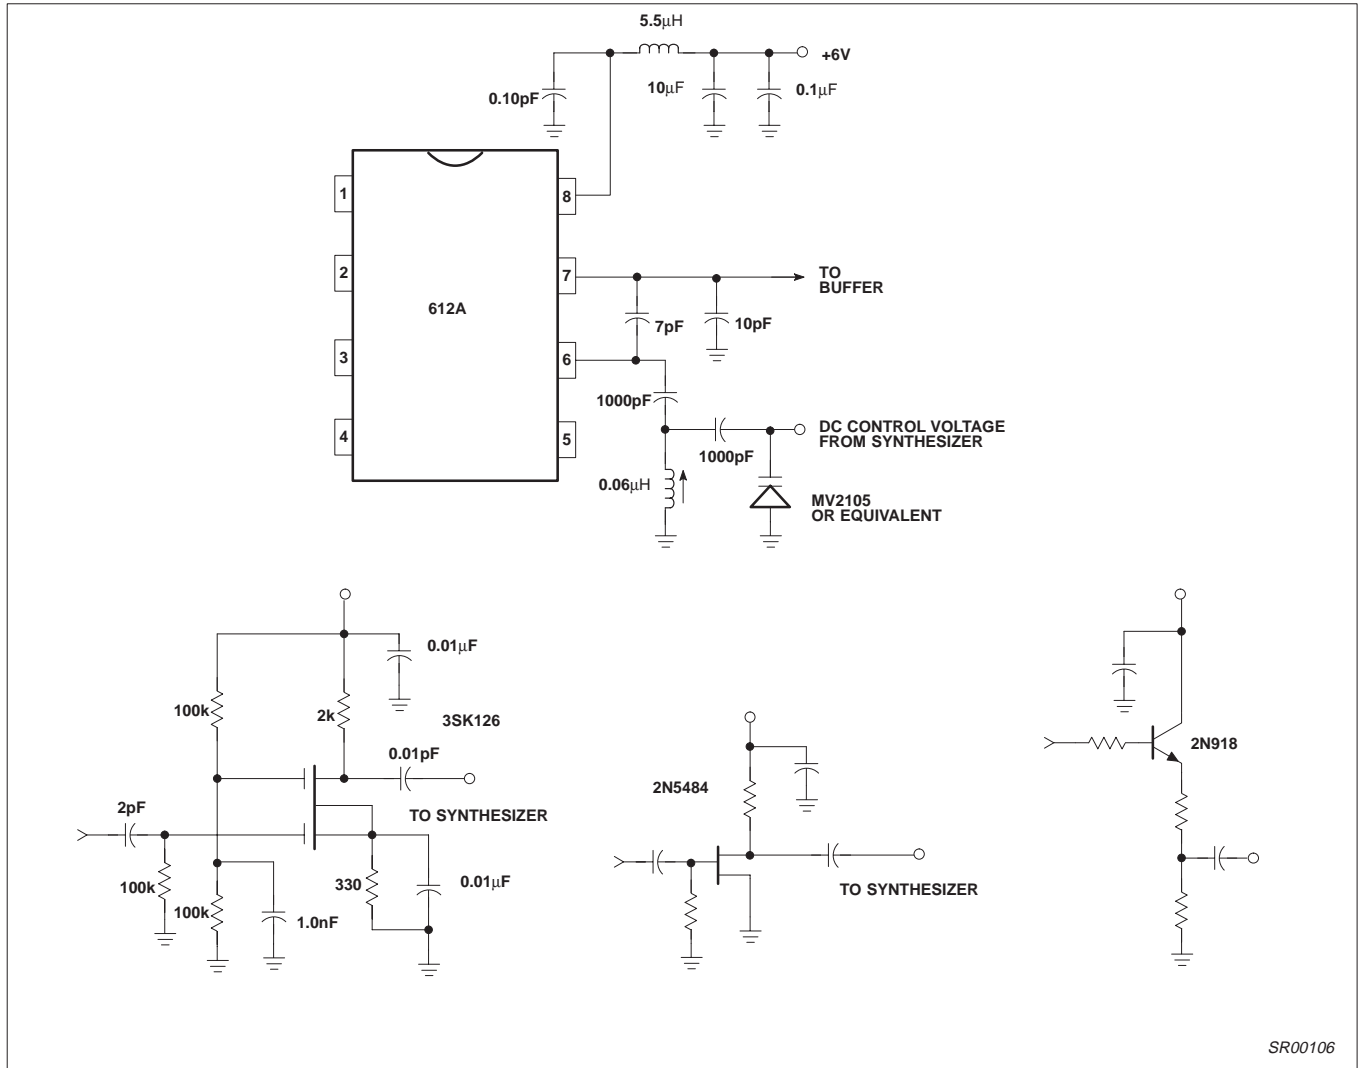 5.5µH
+6V
0.10pF
10µF
0.1µF
1
8
2
7
TO
BUFFER
612A
7pF
10pF
3
6
1000pF
4
5
DC CONTROL VOLTAGE
FROM SYNTHESIZER
1000pF
0.06µH
MV2105
OR EQUIVALENT
0.01µF
100k
2k
3SK126
0.01pF
TO SYNTHESIZER
2pF
100k
100k
330
0.01µF
1.0nF
2N5484
TO SYNTHESIZER
2N918
SR00106